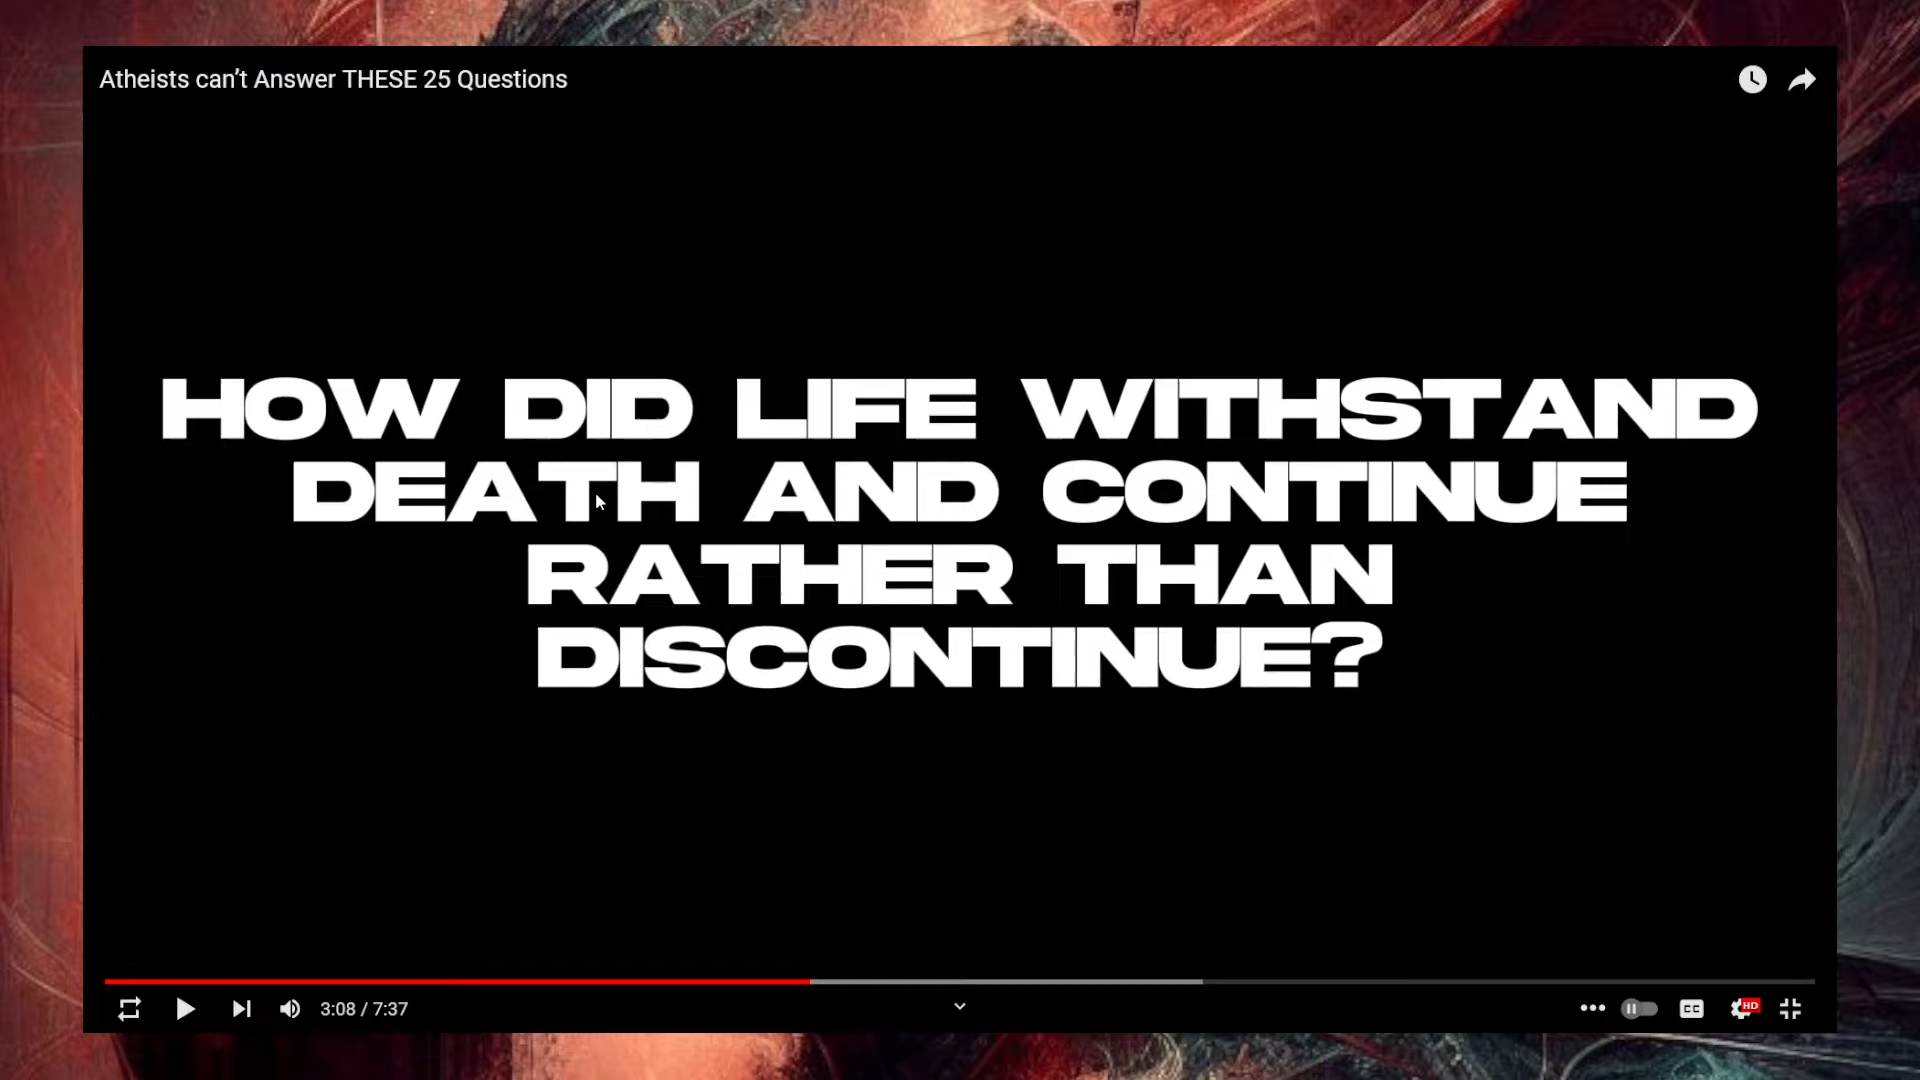 Atheists can't Answer THESE 25 Questions
HOW DID LIFE WITHSTAND
DEATH AND CONTINUE
RATHER THAN
DISCONTINUE?
3:08 / 7:37
CC
HD